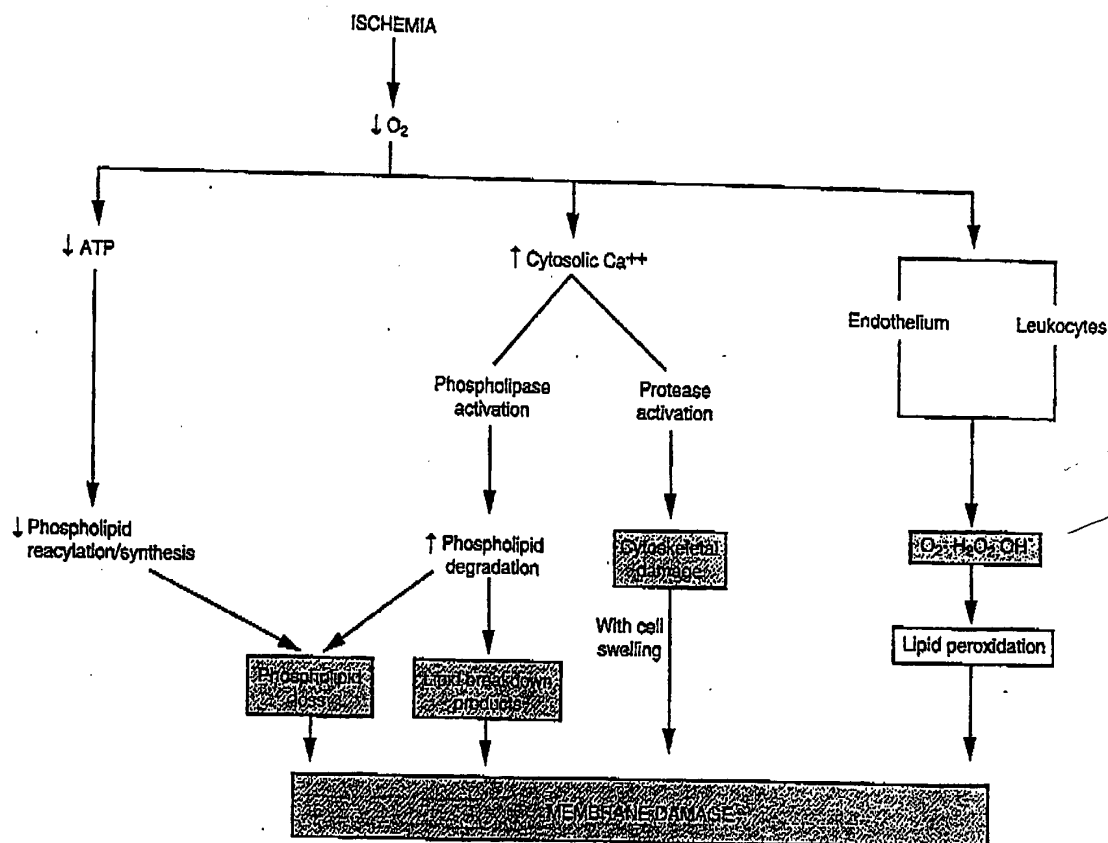 ISCHEMIA
↓ O₂
↓ ATP
↑ Cytosolic Ca⁺⁺
Endothelium
Leukocytes
Phospholipase
activation
Protease
activation
↓ Phospholipid
reacylation/synthesis
↑ Phospholipid
degradation
Cytoskeletal
damage
O₂ H₂O₂ OH
With cell
swelling
Lipid peroxidation
Phospholipid
loss
Lipid breakdown
products
MEMBRANE DAMAGE